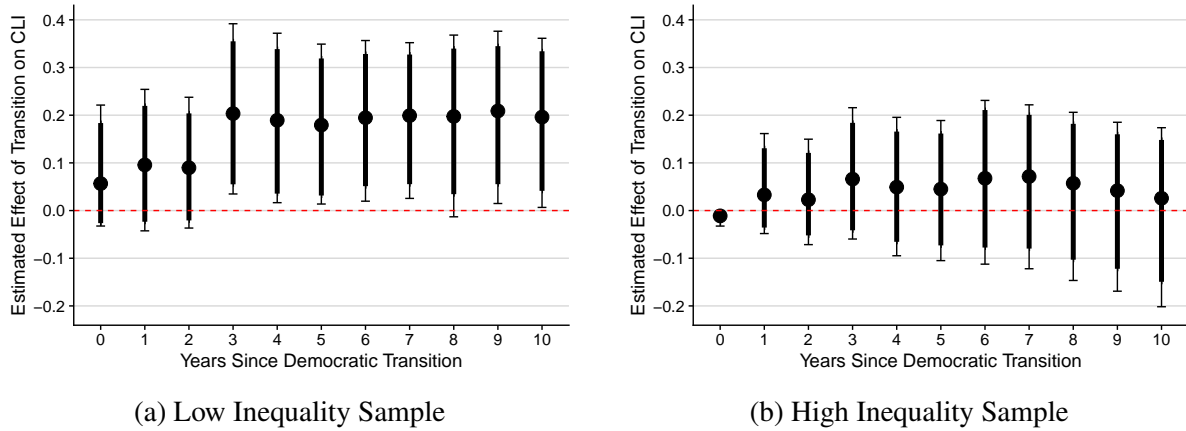 Estimated Effect of Transition on CLI
0.4
0.3
0.2
0.1
0.0
−0.1
−0.2
0 1 2 3 4 5 6 7 8 9 10
Years Since Democratic Transition
(a) Low Inequality Sample
Estimated Effect of Transition on CLI
0.4
0.3
0.2
0.1
0.0
−0.1
−0.2
0 1 2 3 4 5 6 7 8 9 10
Years Since Democratic Transition
(b) High Inequality Sample